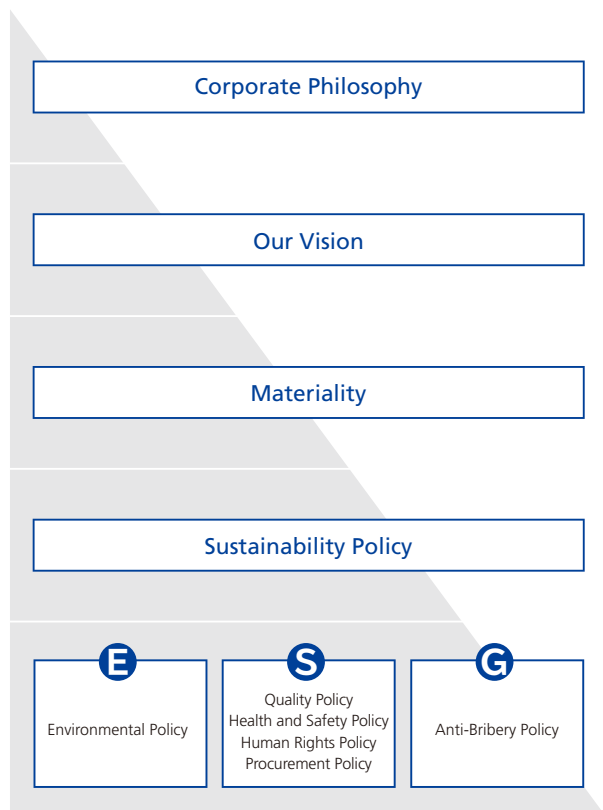 Corporate Philosophy
Our Vision
Materiality
Sustainability Policy
E
Environmental Policy
S
Quality Policy
Health and Safety Policy
Human Rights Policy
Procurement Policy
G
Anti-Bribery Policy